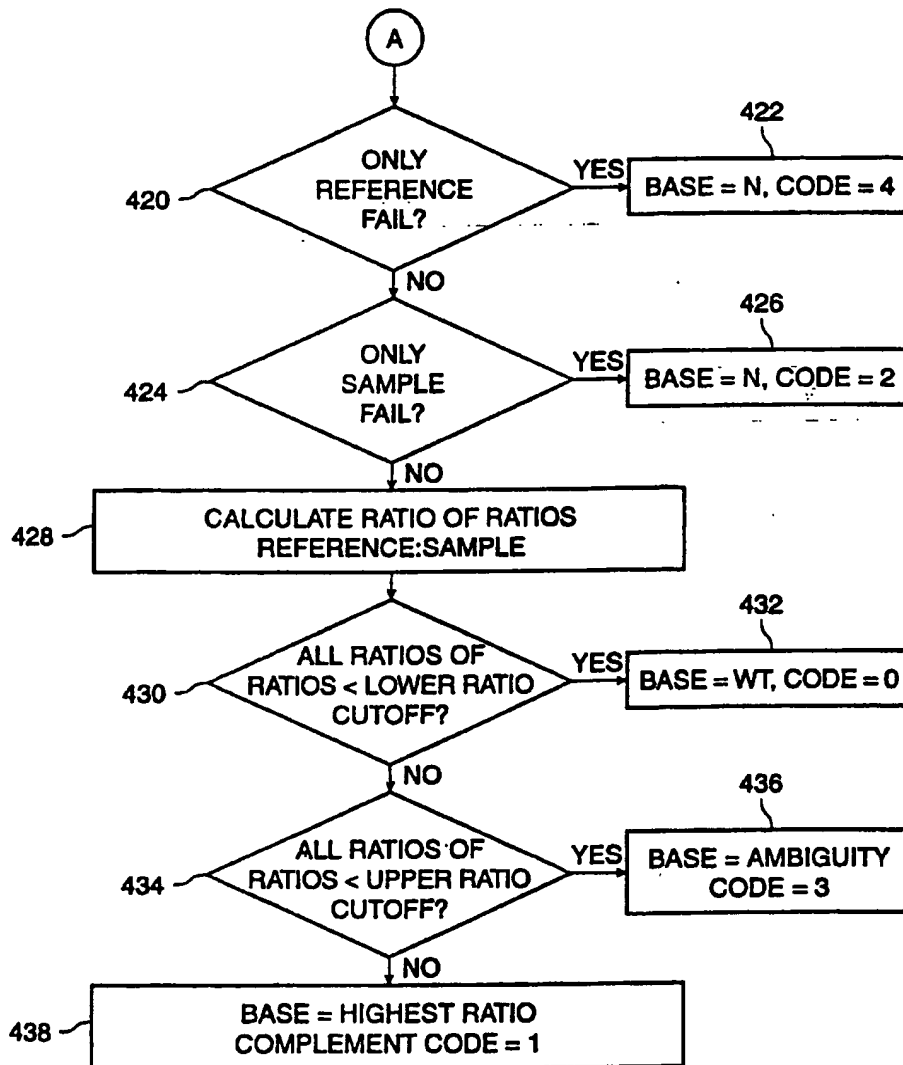 A
420
ONLY
REFERENCE
FAIL?
YES
422
BASE = N, CODE = 4
NO
424
ONLY
SAMPLE
FAIL?
YES
426
BASE = N, CODE = 2
NO
428
CALCULATE RATIO OF RATIOS
REFERENCE:SAMPLE
430
ALL RATIOS OF
RATIOS < LOWER RATIO
CUTOFF?
YES
432
BASE = WT, CODE = 0
NO
434
ALL RATIOS OF
RATIOS < UPPER RATIO
CUTOFF?
YES
436
BASE = AMBIGUITY
CODE = 3
NO
438
BASE = HIGHEST RATIO
COMPLEMENT CODE = 1